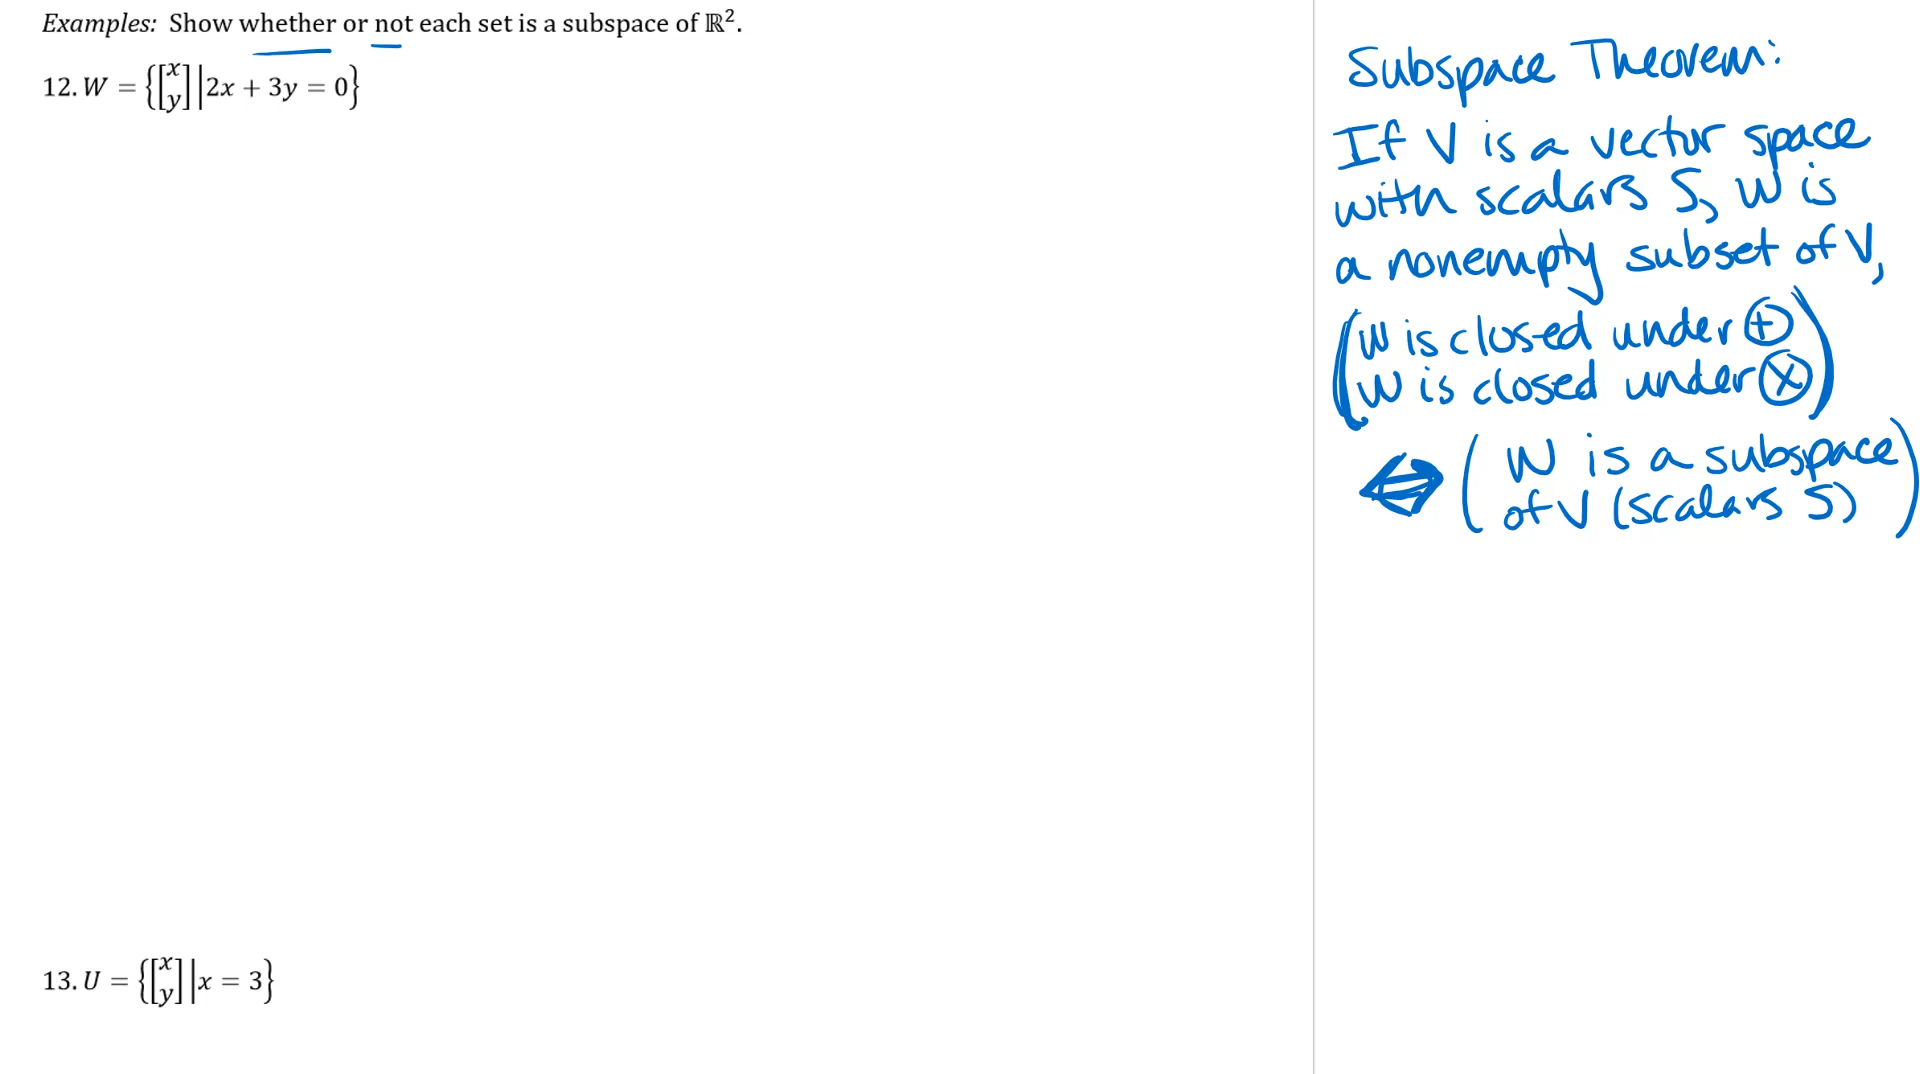 Examples: Show whether or not each set is a subspace of ℝ².
12. W = {[x y] | 2x + 3y = 0}
13. U = {[x y] | x = 3}
Subspace Theorem:
If V is a vector space
with scalars S, W is
a nonempty subset of V,
(W is closed under ⊕
W is closed under ⊗)
⇔ (W is a subspace
of V (scalars S))